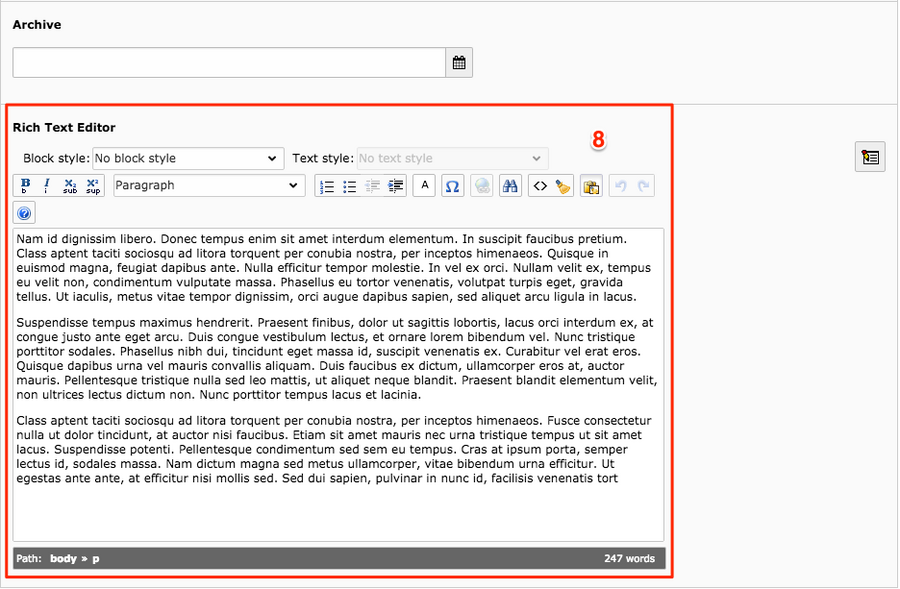 Archive
Rich Text Editor
8
Block style: No block style Text style: No text style
B b I i X₂ sub X² sup Paragraph A Ω <>
?
Nam id dignissim libero. Donec tempus enim sit amet interdum elementum. In suscipit faucibus pretium.
Class aptent taciti sociosqu ad litora torquent per conubia nostra, per inceptos himenaeos. Quisque in
euismod magna, feugiat dapibus ante. Nulla efficitur tempor molestie. In vel ex orci. Nullam velit ex, tempus
eu velit non, condimentum vulputate massa. Phasellus eu tortor venenatis, volutpat turpis eget, gravida
tellus. Ut iaculis, metus vitae tempor dignissim, orci augue dapibus sapien, sed aliquet arcu ligula in lacus.
Suspendisse tempus maximus hendrerit. Praesent finibus, dolor ut sagittis lobortis, lacus orci interdum ex, at
congue justo ante eget arcu. Duis congue vestibulum lectus, et ornare lorem bibendum vel. Nunc tristique
porttitor sodales. Phasellus nibh dui, tincidunt eget massa id, suscipit venenatis ex. Curabitur vel erat eros.
Quisque dapibus urna vel mauris convallis aliquam. Duis faucibus ex dictum, ullamcorper eros at, auctor
mauris. Pellentesque tristique nulla sed leo mattis, ut aliquet neque blandit. Praesent blandit elementum velit,
non ultrices lectus dictum non. Nunc porttitor tempus lacus et lacinia.
Class aptent taciti sociosqu ad litora torquent per conubia nostra, per inceptos himenaeos. Fusce consectetur
nulla ut dolor tincidunt, at auctor nisi faucibus. Etiam sit amet mauris nec urna tristique tempus ut sit amet
lacus. Suspendisse potenti. Pellentesque condimentum sed sem eu tempus. Cras at ipsum porta, semper
lectus id, sodales massa. Nam dictum magna sed metus ullamcorper, vitae bibendum urna efficitur. Ut
egestas ante ante, at efficitur nisi mollis sed. Sed dui sapien, pulvinar in nunc id, facilisis venenatis tort
Path: body » p 247 words